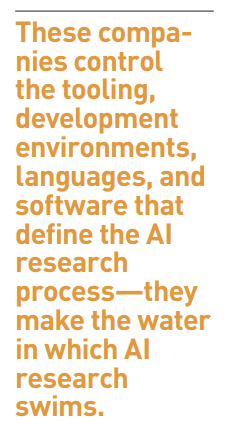 These compa-
nies control
the tooling,
development
environments,
languages, and
software that
define the AI
research
process—they
make the water
in which AI
research
swims.